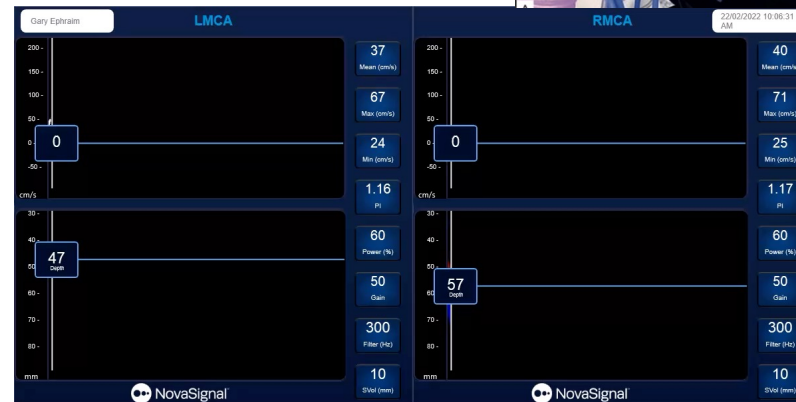 Gary Ephraim
LMCA
200 -
150 -
100 -
50 -
0 -
-50 -
cm/s
0
37
Mean (cm/s)
67
Max (cm/s)
24
Min (cm/s)
1.16
PI
30 -
40 -
50
60 -
70 -
80 -
mm
47
Depth
60
Power (%)
50
Gain
300
Filter (Hz)
10
SVol (mm)
NovaSignal
RMCA
22/02/2022 10:06:31
AM
200 -
150 -
100 -
50 -
0
-50 -
cm/s
0
40
Mean (cm/s)
71
Max (cm/s)
25
Min (cm/s)
1.17
PI
30 -
40 -
50
60
70 -
80 -
mm
57
Depth
60
Power (%)
50
Gain
300
Filter (Hz)
10
SVol (mm)
NovaSignal